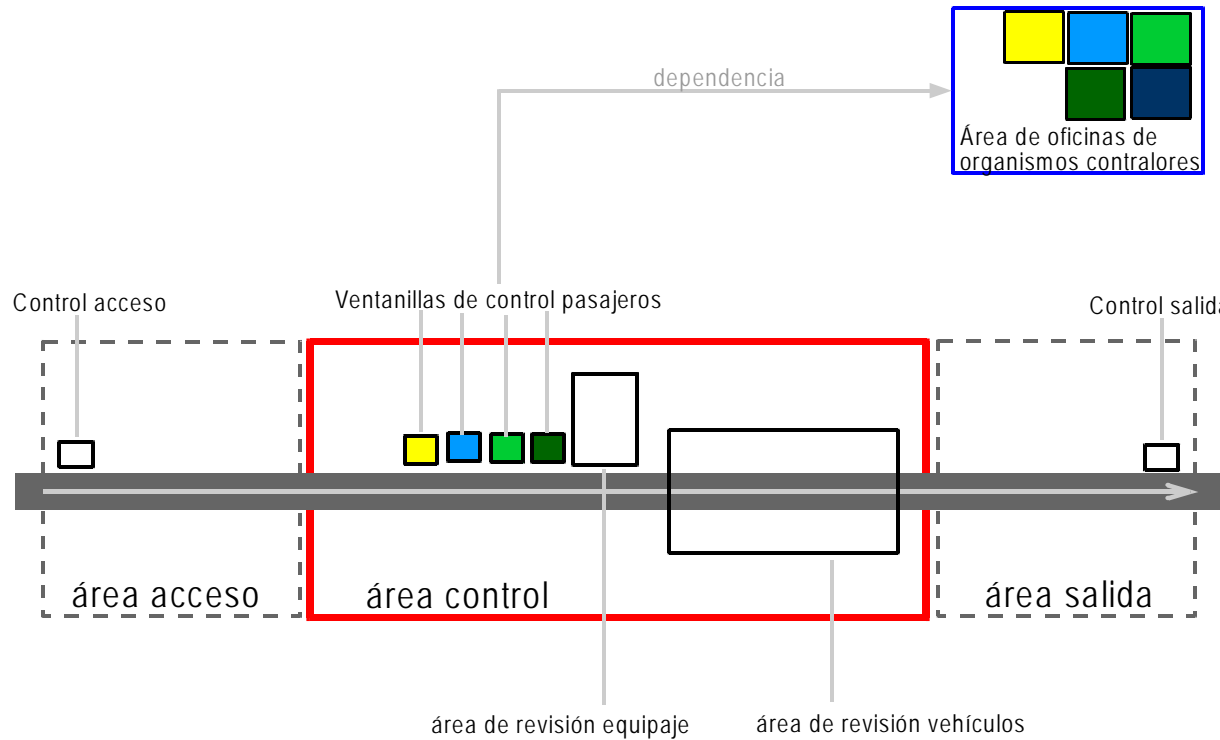 dependencia
Área de oficinas de
organismos contralores
Control acceso
Ventanillas de control pasajeros
Control salida
área acceso
área control
área salida
área de revisión equipaje
área de revisión vehículos